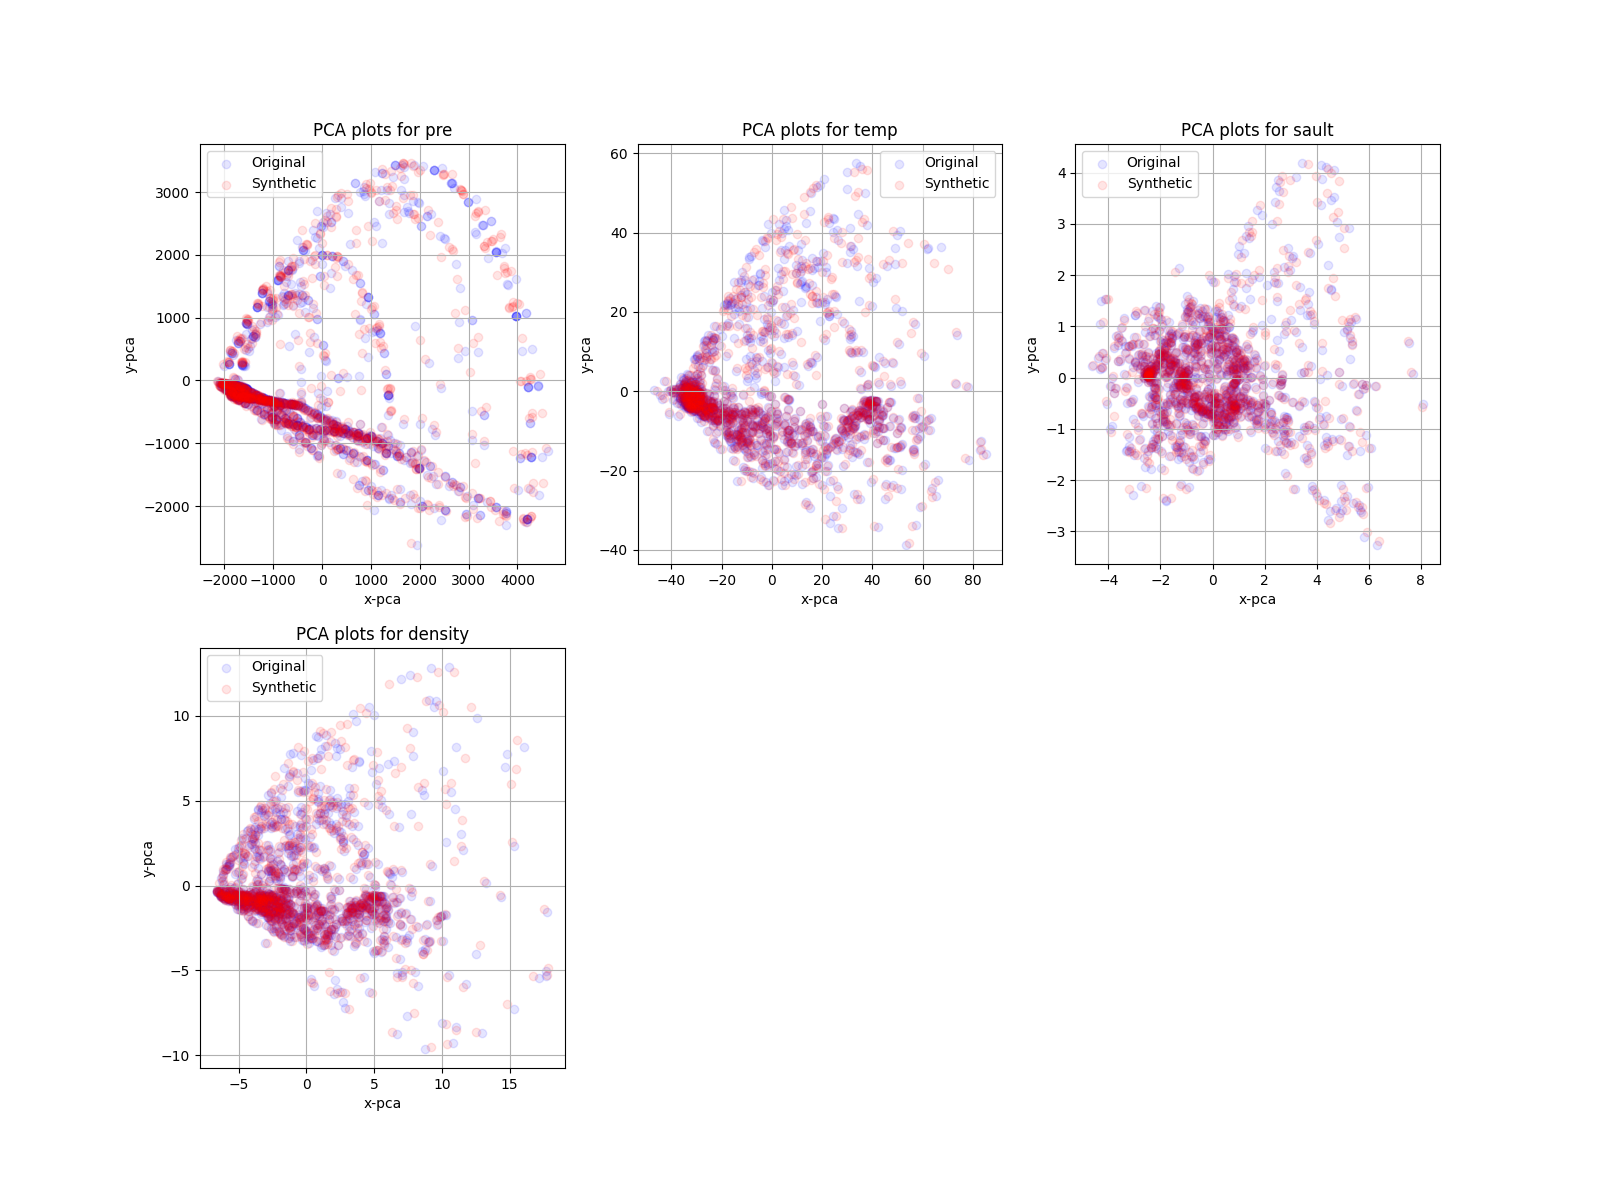 PCA plots for pre
Original
Synthetic
3000
2000
1000
0
−1000
−2000
y-pca
−2000 −1000 0 1000 2000 3000 4000
x-pca
PCA plots for temp
Original
Synthetic
60
40
20
0
−20
−40
y-pca
−40 −20 0 20 40 60 80
x-pca
PCA plots for sault
Original
Synthetic
4
3
2
1
0
−1
−2
−3
y-pca
−4 −2 0 2 4 6 8
x-pca
PCA plots for density
Original
Synthetic
10
5
0
−5
−10
y-pca
−5 0 5 10 15
x-pca